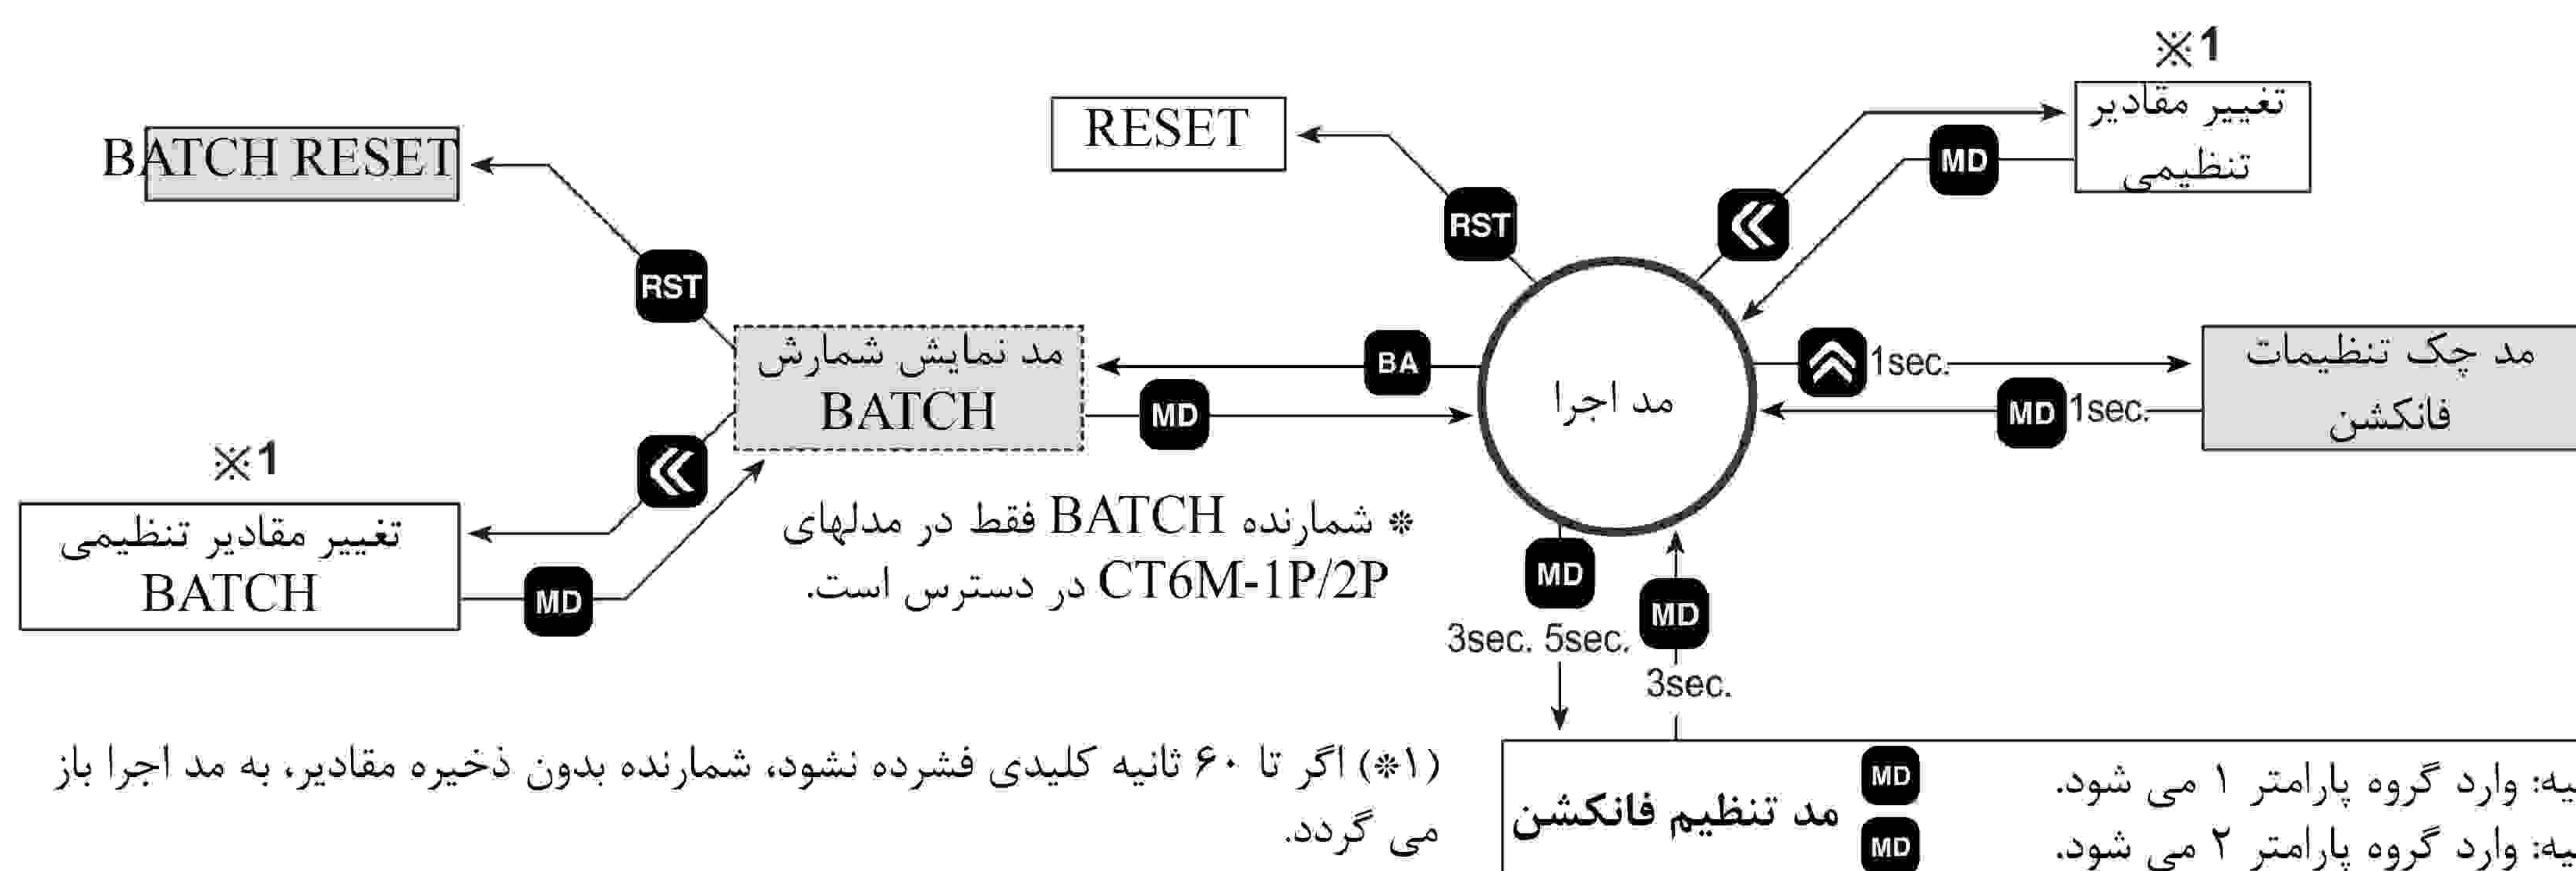 ※1
تغییر مقادیر
تنظیمی
MD
RESET
RST
BATCH RESET
RST
مد نمایش شمارش
BATCH
BA
MD
مد اجرا
1sec.
MD 1sec.
مد چک تنظیمات
فانکشن
※1
تغییر مقادیر تنظیمی
BATCH
MD
* شمارنده BATCH فقط در مدلهای
CT6M-1P/2P در دسترس است.
MD
3sec. 5sec.
MD
3sec.
(*۱) اگر تا ۶۰ ثانیه کلیدی فشرده نشود، شمارنده بدون ذخیره مقادیر، به مد اجرا باز
می گردد.
مد تنظیم فانکشن
MD
وارد گروه پارامتر ۱ می شود.
MD
وارد گروه پارامتر ۲ می شود.